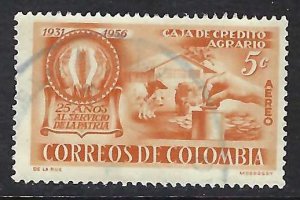 1931 1956
CAJA DE CREDITO
AGRARIO
5c
AEREO
25 AÑOS
AL SERVICIO
DE LA PATRIA
CORREOS DE COLOMBIA
DE LA RUE